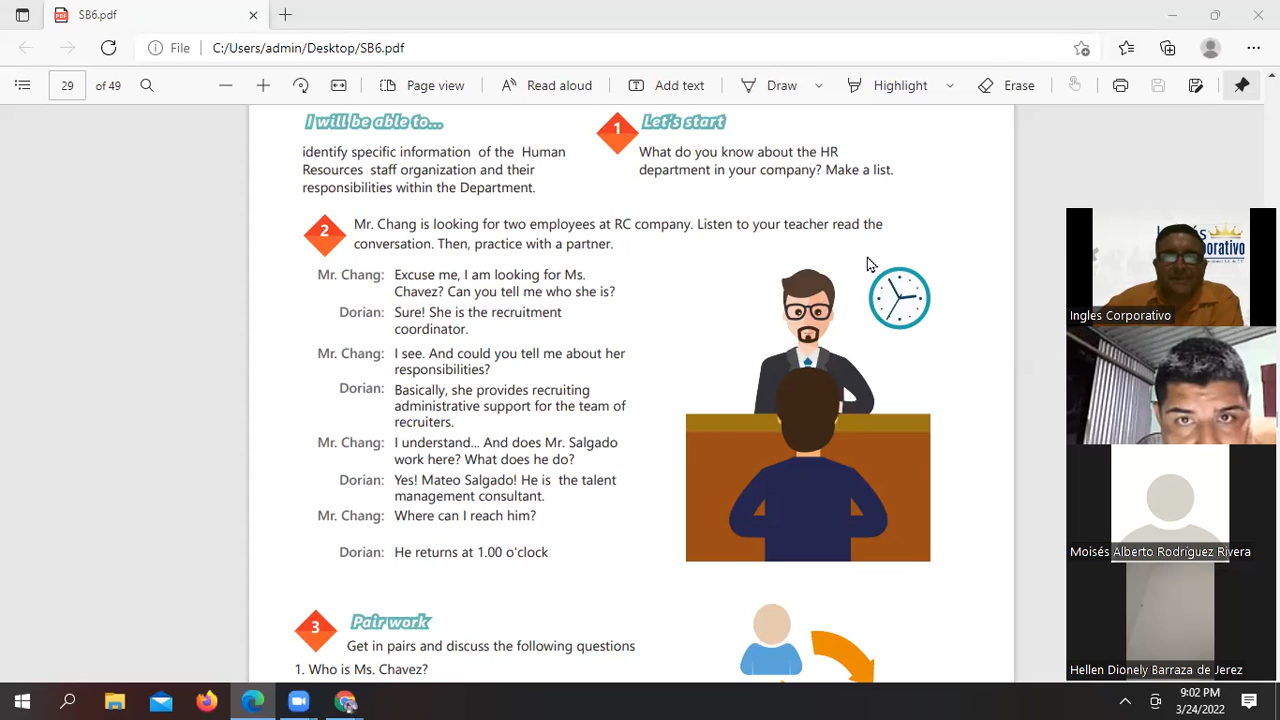 SB6.pdf
File
C:/Users/admin/Desktop/SB6.pdf
29
of 49
Page view
Read aloud
Add text
Draw
Highlight
Erase
I will be able to...
identify specific information of the Human
Resources staff organization and their
responsibilities within the Department.
1
Let's start
What do you know about the HR
department in your company? Make a list.
2
Mr. Chang is looking for two employees at RC company. Listen to your teacher read the
conversation. Then, practice with a partner.
Mr. Chang: Excuse me, I am looking for Ms.
Chavez? Can you tell me who she is?
Dorian: Sure! She is the recruitment
coordinator.
Mr. Chang: I see. And could you tell me about her
responsibilities?
Dorian: Basically, she provides recruiting
administrative support for the team of
recruiters.
Mr. Chang: I understand... And does Mr. Salgado
work here? What does he do?
Dorian: Yes! Mateo Salgado! He is the talent
management consultant.
Mr. Chang: Where can I reach him?
Dorian: He returns at 1.00 o'clock
3
Pair work
Get in pairs and discuss the following questions
1. Who is Ms. Chavez?
Ingles Corporativo
Moisés Alberto Rodríguez Rivera
Hellen Dionely Barraza de Jerez
9:02 PM
3/24/2022